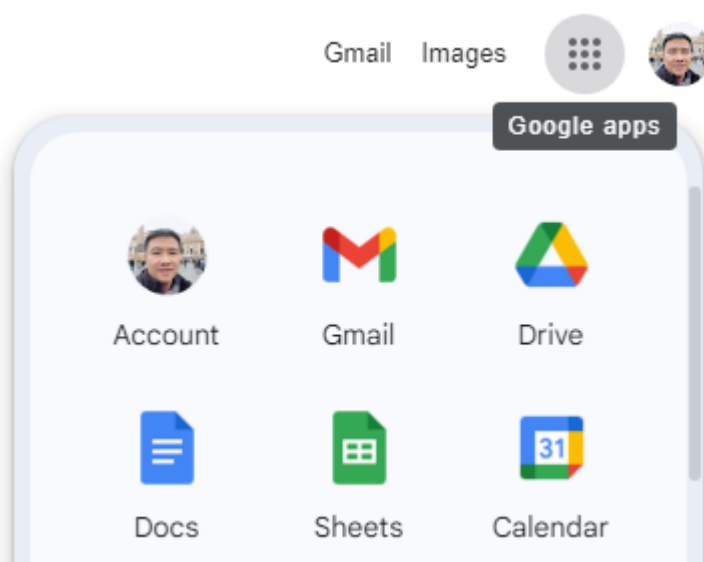 Gmail Images
Google apps
Account Gmail Drive
31
Docs Sheets Calendar